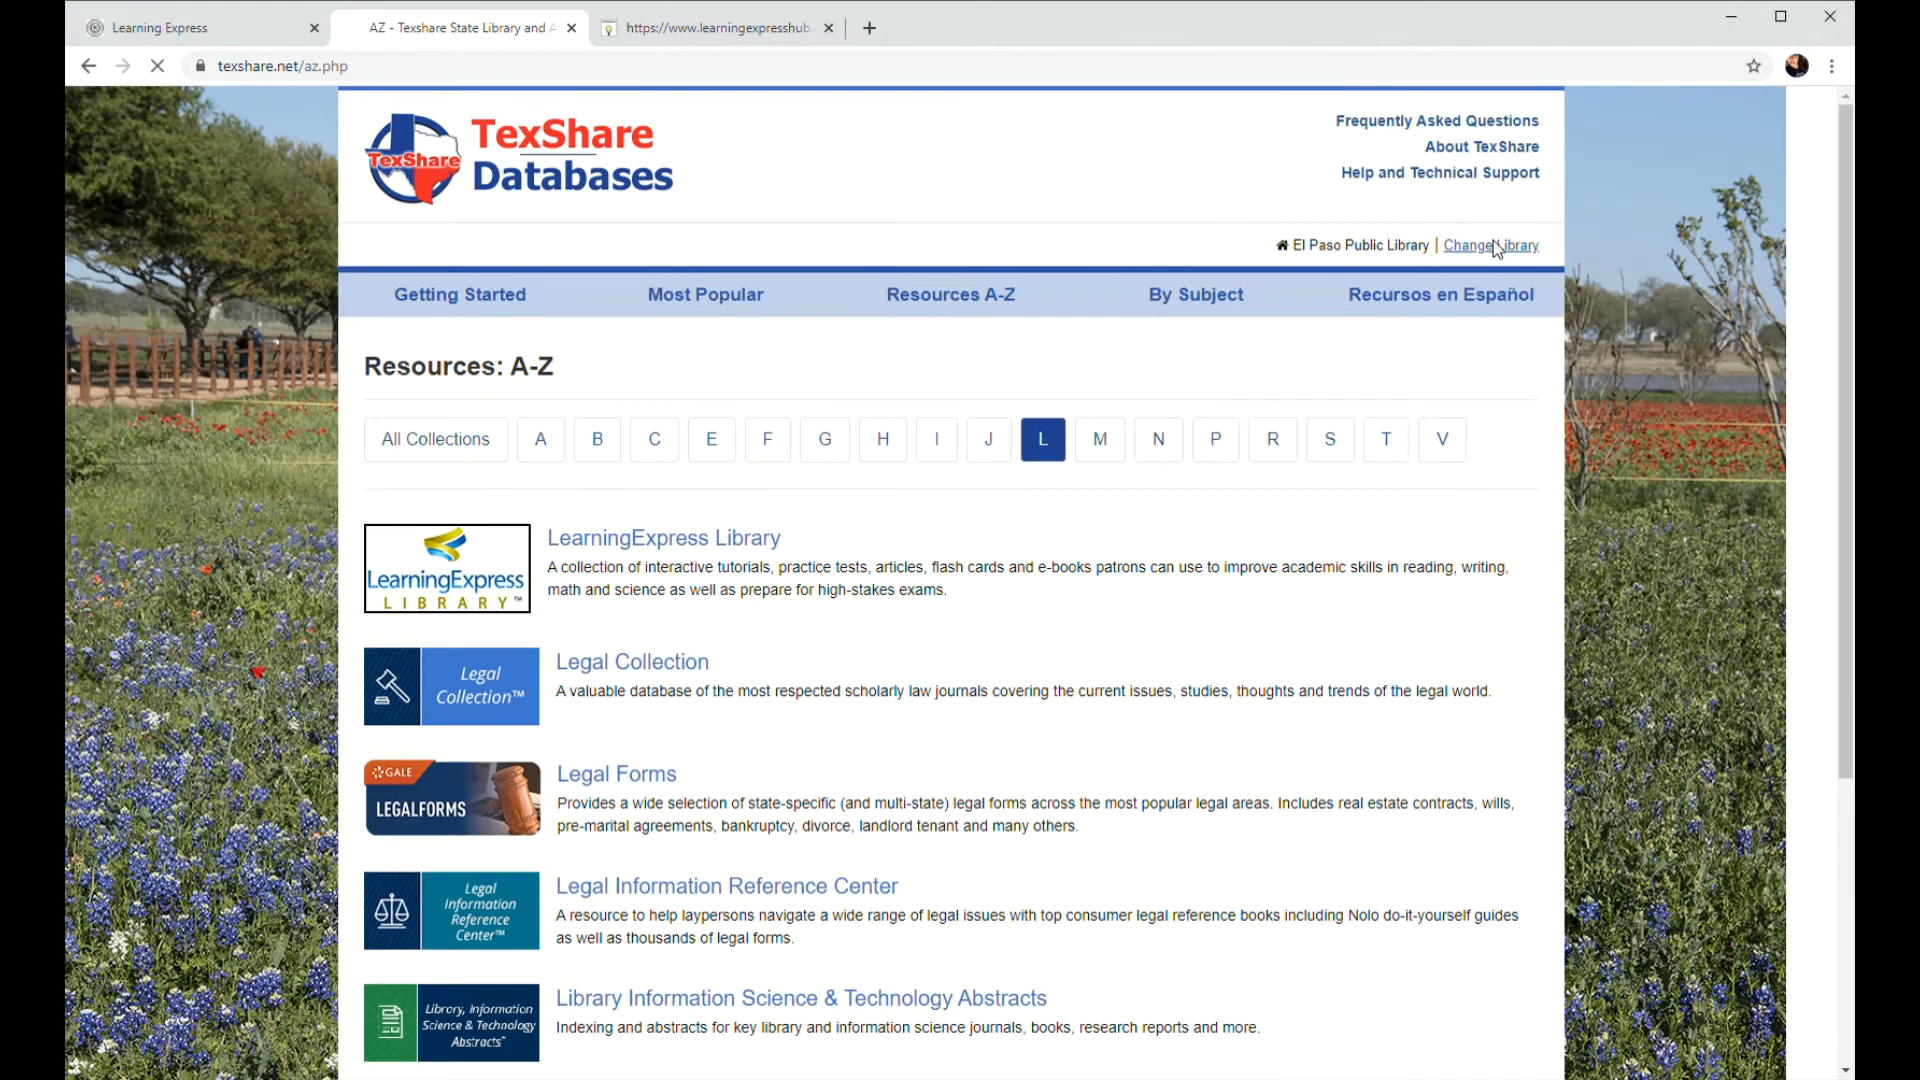 Learning Express
AZ - Texshare State Library and A
https://www.learningexpresshub.
texshare.net/az.php
TexShare
TexShare
Databases
Frequently Asked Questions
About TexShare
Help and Technical Support
El Paso Public Library | Change Library
Getting Started Most Popular Resources A-Z By Subject Recursos en Español
Resources: A-Z
All Collections A B C E F G H I J L M N P R S T V
LearningExpress
LIBRARY™
LearningExpress Library
A collection of interactive tutorials, practice tests, articles, flash cards and e-books patrons can use to improve academic skills in reading, writing,
math and science as well as prepare for high-stakes exams.
Legal
Collection™
Legal Collection
A valuable database of the most respected scholarly law journals covering the current issues, studies, thoughts and trends of the legal world.
GALE
LEGALFORMS
Legal Forms
Provides a wide selection of state-specific (and multi-state) legal forms across the most popular legal areas. Includes real estate contracts, wills,
pre-marital agreements, bankruptcy, divorce, landlord tenant and many others.
Legal
Information
Reference
Center™
Legal Information Reference Center
A resource to help laypersons navigate a wide range of legal issues with top consumer legal reference books including Nolo do-it-yourself guides
as well as thousands of legal forms.
Library, Information
Science & Technology
Abstracts™
Library Information Science & Technology Abstracts
Indexing and abstracts for key library and information science journals, books, research reports and more.